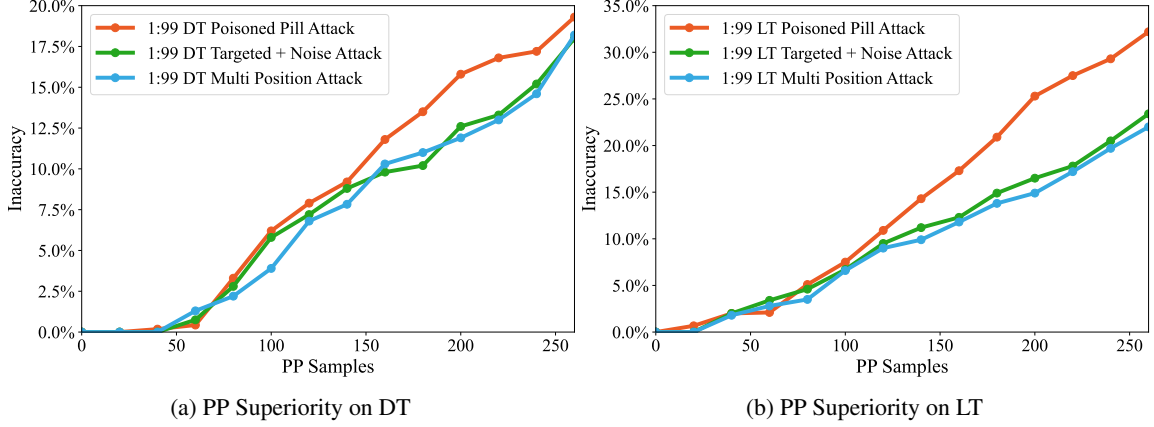 20.0%
17.5%
15.0%
12.5%
10.0%
7.5%
5.0%
2.5%
0.0%
Inaccuracy
1:99 DT Poisoned Pill Attack
1:99 DT Targeted + Noise Attack
1:99 DT Multi Position Attack
0 50 100 150 200 250
PP Samples
(a) PP Superiority on DT
35.0%
30.0%
25.0%
20.0%
15.0%
10.0%
5.0%
0.0%
Inaccuracy
1:99 LT Poisoned Pill Attack
1:99 LT Targeted + Noise Attack
1:99 LT Multi Position Attack
0 50 100 150 200 250
PP Samples
(b) PP Superiority on LT